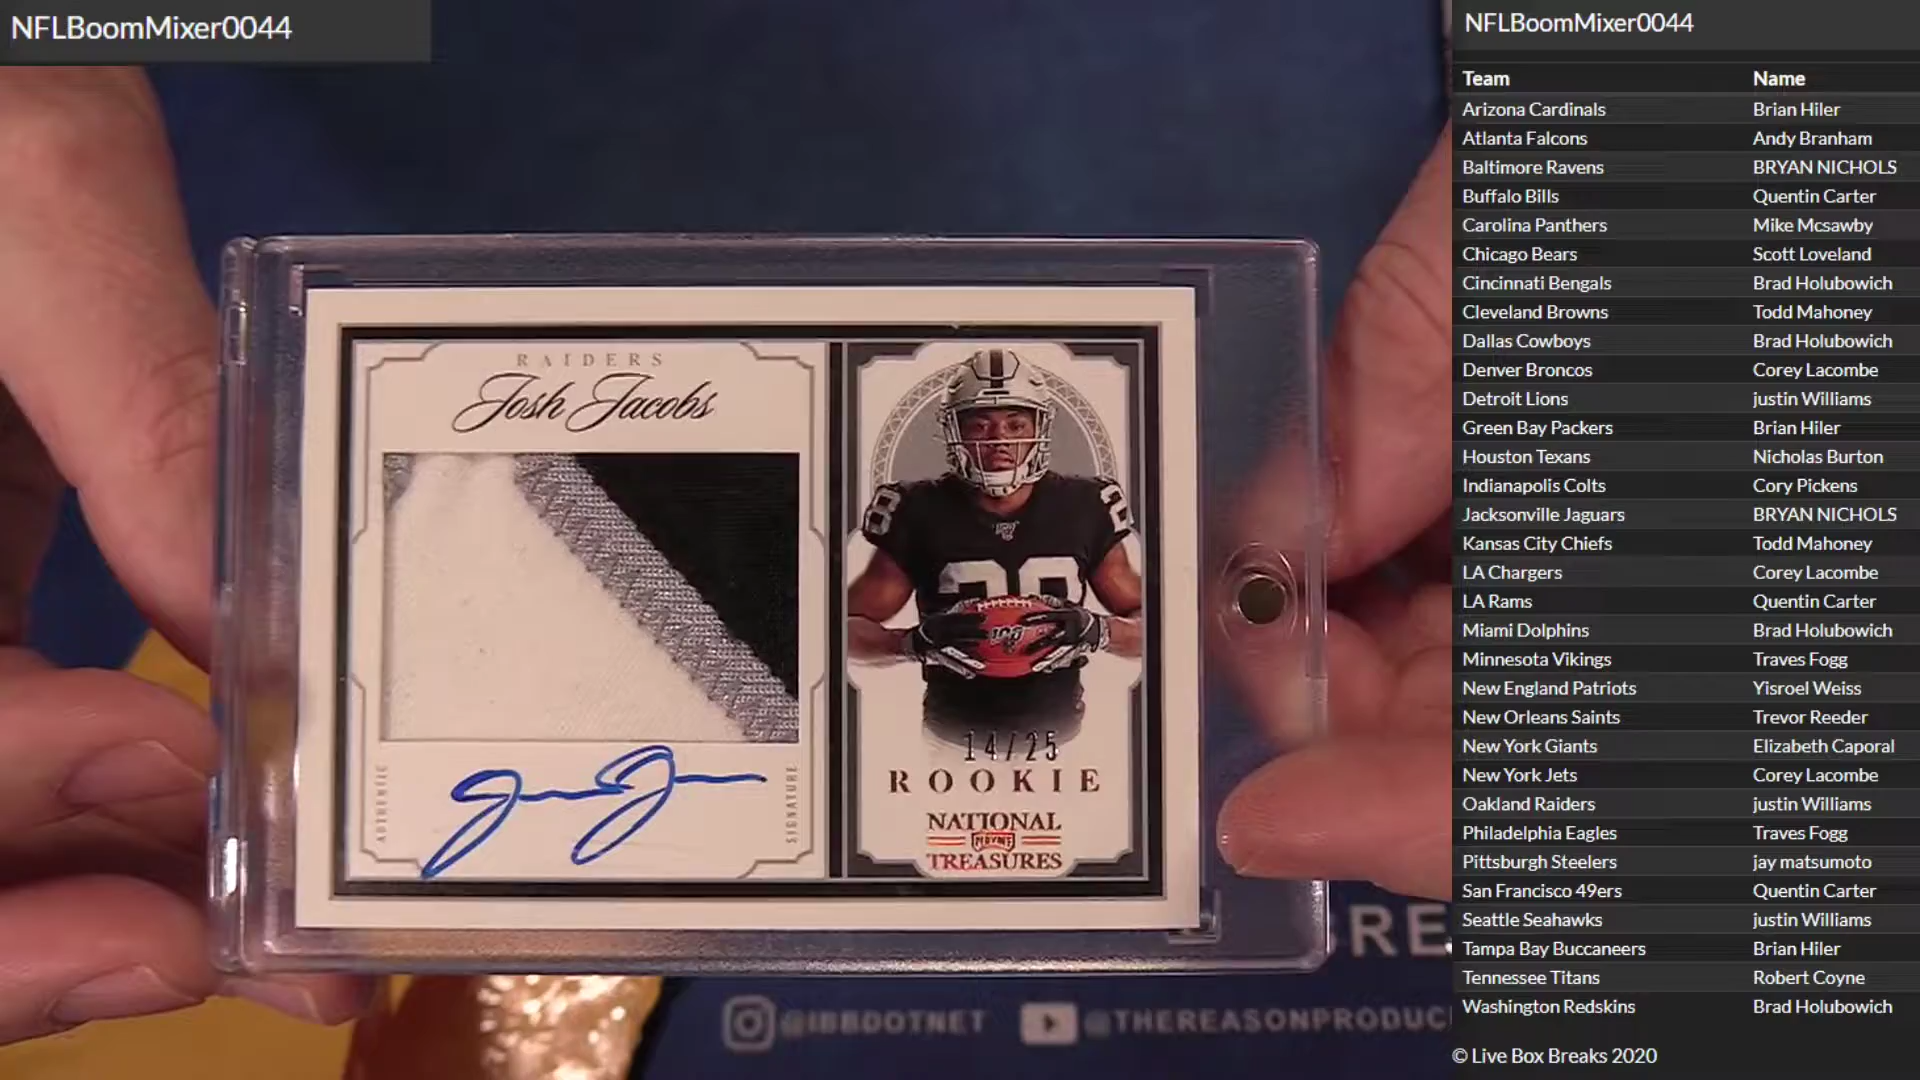 NFLBoomMixer0044
RAIDERS
Josh Jacobs
AUTHENTIC
SIGNATURE
28
28
14/25
ROOKIE
NATIONAL
TREASURES
@IBBDOTNET
@THEREASONPRODUC
CRE
NFLBoomMixer0044
Team Name
Arizona Cardinals Brian Hiler
Atlanta Falcons Andy Branham
Baltimore Ravens BRYAN NICHOLS
Buffalo Bills Quentin Carter
Carolina Panthers Mike Mcsawby
Chicago Bears Scott Loveland
Cincinnati Bengals Brad Holubowich
Cleveland Browns Todd Mahoney
Dallas Cowboys Brad Holubowich
Denver Broncos Corey Lacombe
Detroit Lions justin Williams
Green Bay Packers Brian Hiler
Houston Texans Nicholas Burton
Indianapolis Colts Cory Pickens
Jacksonville Jaguars BRYAN NICHOLS
Kansas City Chiefs Todd Mahoney
LA Chargers Corey Lacombe
LA Rams Quentin Carter
Miami Dolphins Brad Holubowich
Minnesota Vikings Traves Fogg
New England Patriots Yisroel Weiss
New Orleans Saints Trevor Reeder
New York Giants Elizabeth Caporal
New York Jets Corey Lacombe
Oakland Raiders justin Williams
Philadelphia Eagles Traves Fogg
Pittsburgh Steelers jay matsumoto
San Francisco 49ers Quentin Carter
Seattle Seahawks justin Williams
Tampa Bay Buccaneers Brian Hiler
Tennessee Titans Robert Coyne
Washington Redskins Brad Holubowich
© Live Box Breaks 2020